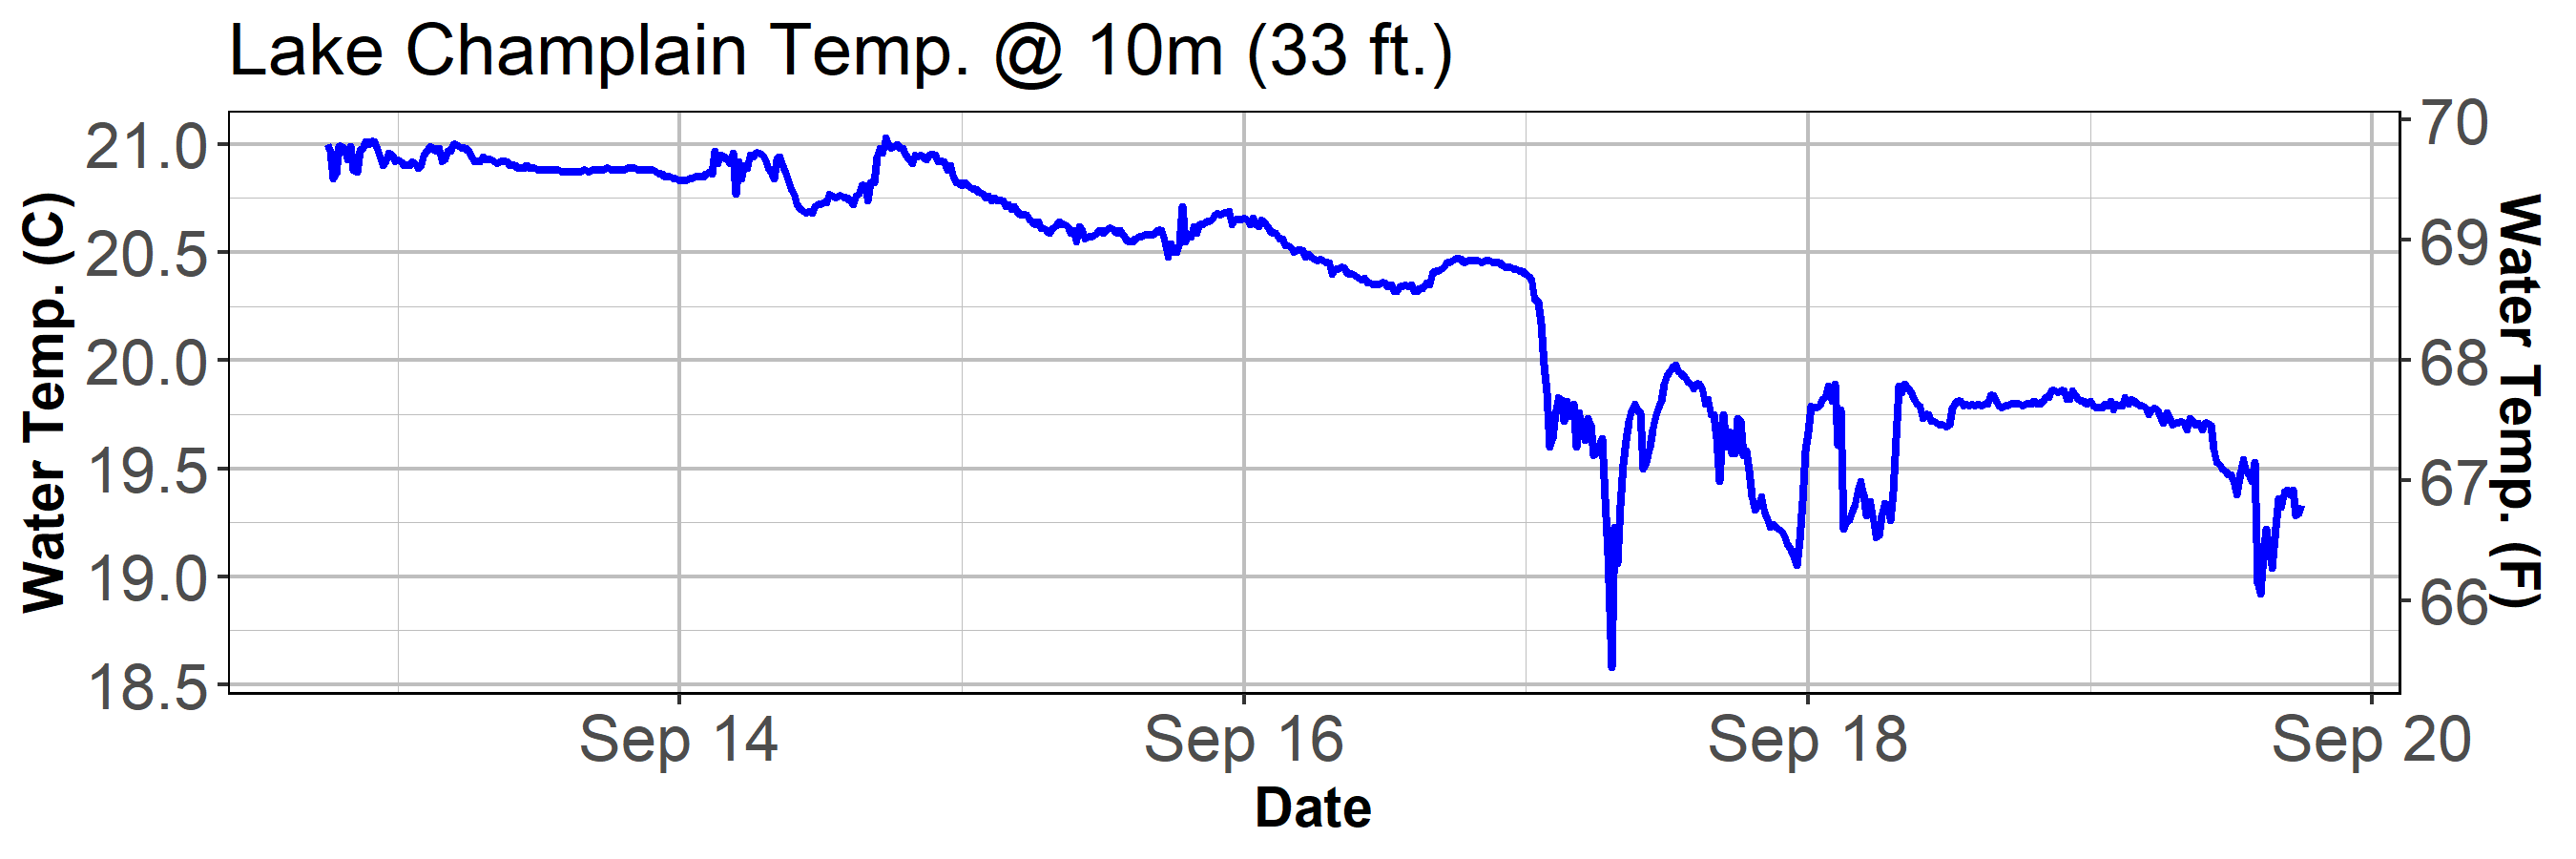 Lake Champlain Temp. @ 10m (33 ft.)
Water Temp. (C)
21.0
20.5
20.0
19.5
19.0
18.5
70
69
68
67
66
Water Temp. (F)
Sep 14
Sep 16
Sep 18
Sep 20
Date